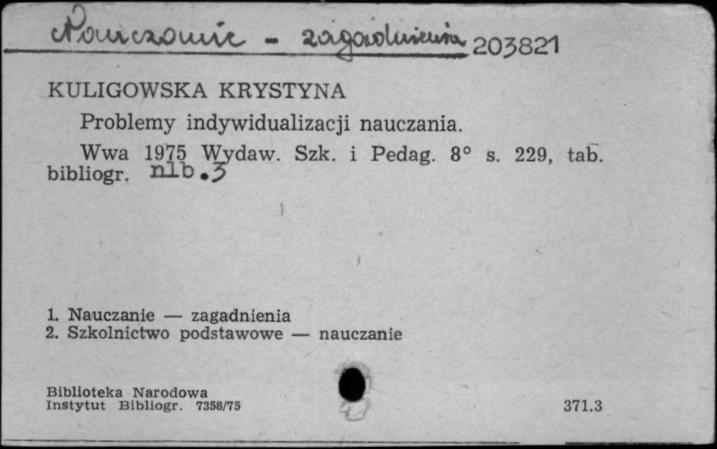 Nauczanie - zagadnienia 203821
KULIGOWSKA KRYSTYNA
Problemy indywidualizacji nauczania.
Wwa 1975 Wydaw. Szk. i Pedag. 8° s. 229, tab.
bibliogr. nlb.3
1. Nauczanie — zagadnienia
2. Szkolnictwo podstawowe — nauczanie
Biblioteka Narodowa
Instytut Bibliogr. 7358/75
371.3